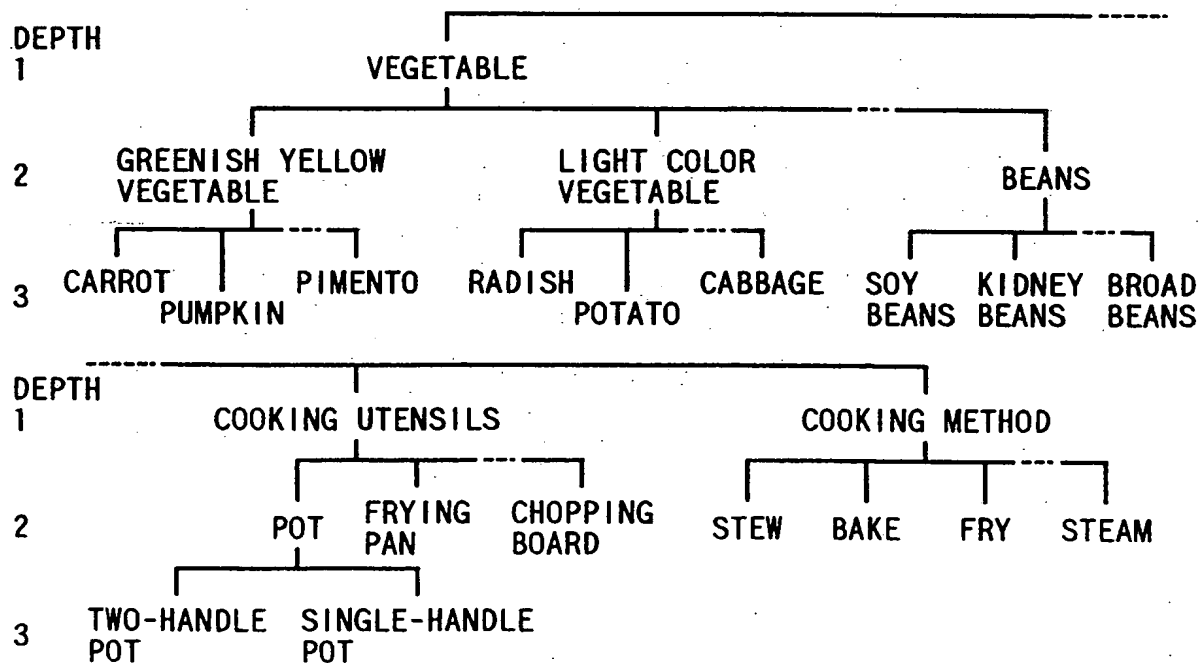 DEPTH
1 VEGETABLE
2 GREENISH YELLOW VEGETABLE
LIGHT COLOR VEGETABLE
BEANS
3 CARROT
PUMPKIN
PIMENTO
RADISH
POTATO
CABBAGE
SOY BEANS
KIDNEY BEANS
BROAD BEANS
DEPTH
1 COOKING UTENSILS COOKING METHOD
2 POT
FRYING PAN
CHOPPING BOARD
STEW BAKE FRY STEAM
3 TWO-HANDLE POT
SINGLE-HANDLE POT